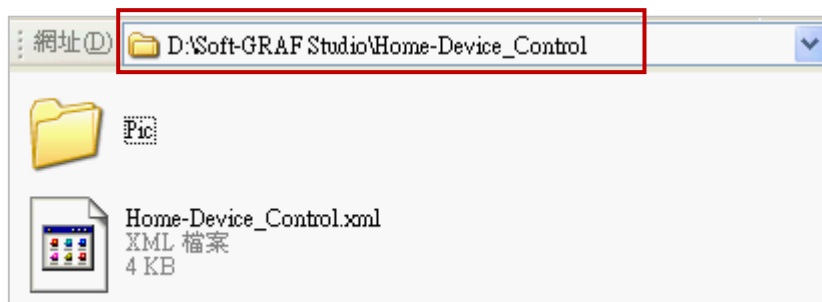 網址(D) D:\Soft-GRAF Studio\Home-Device_Control
Pic
Home-Device_Control.xml
XML 檔案
4 KB